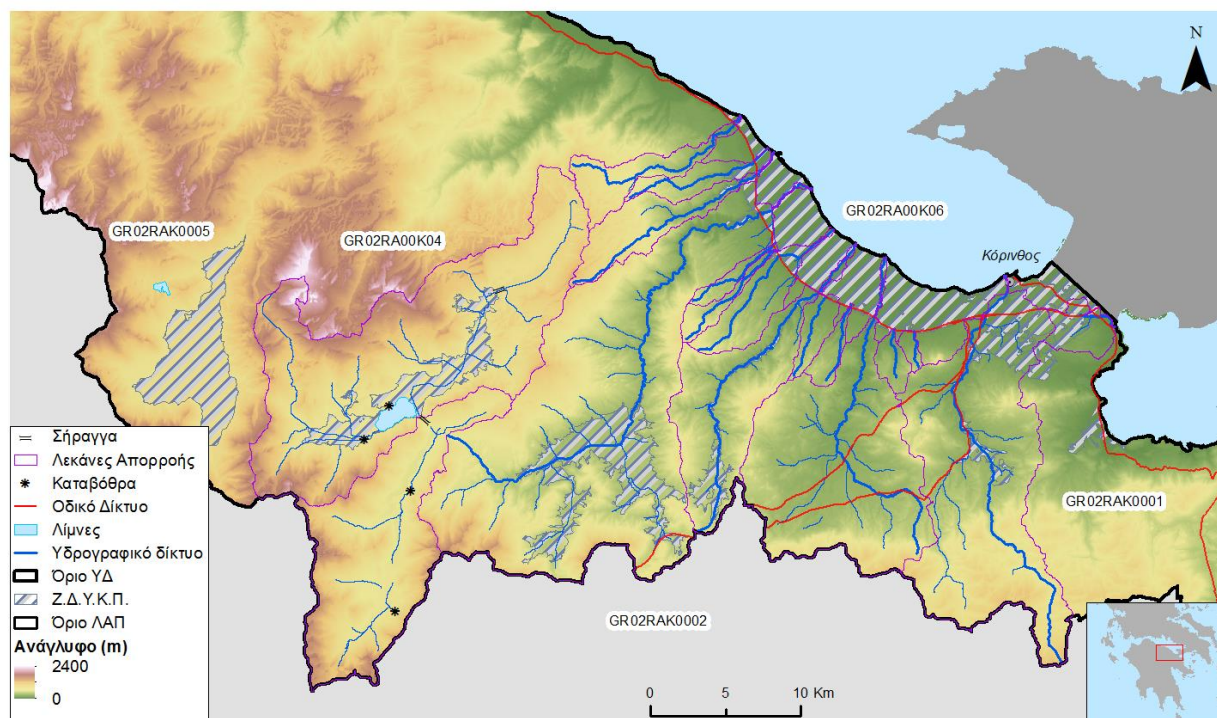 N
GR02RAK0005
GR02RA00K04
GR02RA00K06
Κόρινθος
GR02RAK0001
GR02RAK0002
Σήραγγα
Λεκάνες Απορροής
Καταβόθρα
Οδικό Δίκτυο
Λίμνες
Υδρογραφικό δίκτυο
Όριο ΥΔ
Ζ.Δ.Υ.Κ.Π.
Όριο ΛΑΠ
Ανάγλυφο (m)
2400
0
0 5 10 Km